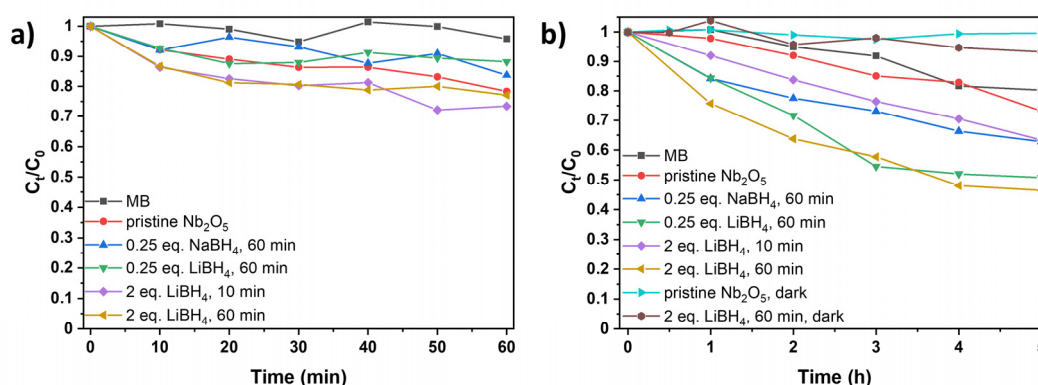 a)
1
0.9
0.8
0.7
0.6
0.5
0.4
0.3
0.2
0.1
0
Cₜ/C₀
MB
pristine Nb₂O₅
0.25 eq. NaBH₄, 60 min
0.25 eq. LiBH₄, 60 min
2 eq. LiBH₄, 10 min
2 eq. LiBH₄, 60 min
0 10 20 30 40 50 60
Time (min)
b)
1
0.9
0.8
0.7
0.6
0.5
0.4
0.3
0.2
0.1
0
Cₜ/C₀
MB
pristine Nb₂O₅
0.25 eq. NaBH₄, 60 min
0.25 eq. LiBH₄, 60 min
2 eq. LiBH₄, 10 min
2 eq. LiBH₄, 60 min
pristine Nb₂O₅, dark
2 eq. LiBH₄, 60 min, dark
0 1 2 3 4
Time (h)